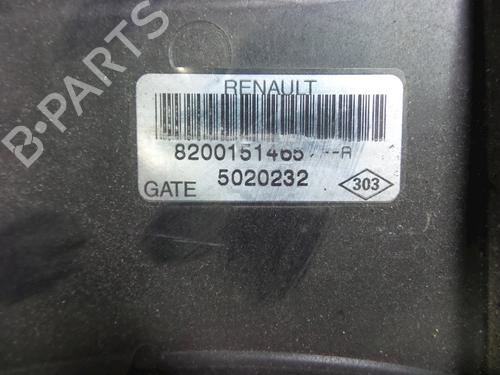 B-PARTS
RENAULT
8200151465 --A
GATE 5020232
303